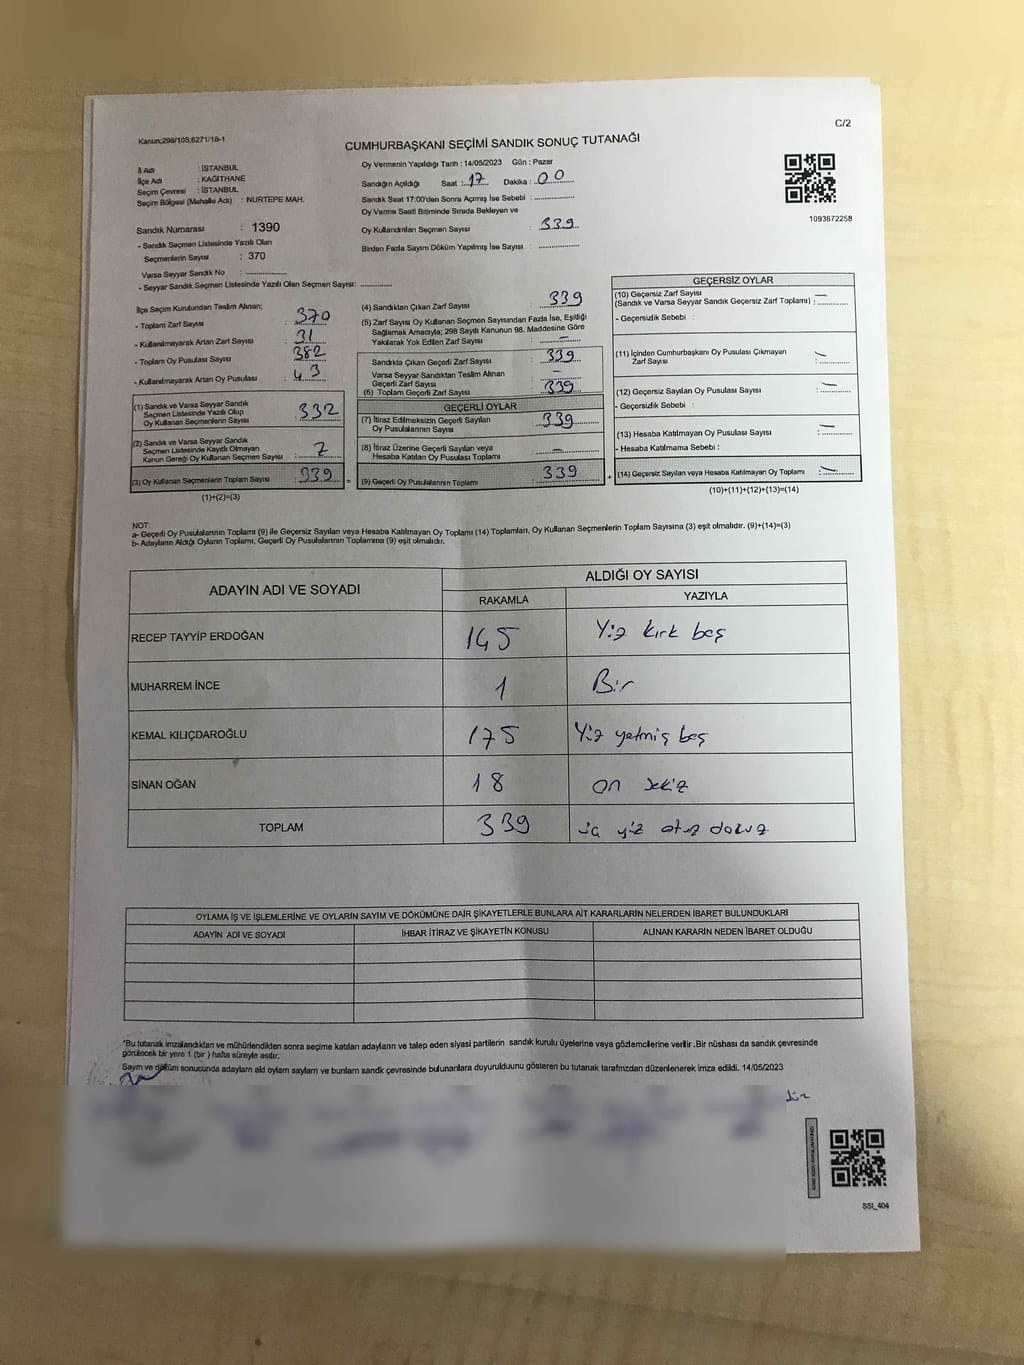 C/2
Kanun;298/105;6271/18-1
CUMHURBAŞKANI SEÇİMİ SANDIK SONUÇ TUTANAĞI
İl Adı : İSTANBUL
İlçe Adı : KAĞITHANE
Seçim Çevresi : İSTANBUL
Seçim Bölgesi (Mahalle Adı) : NURTEPE MAH.
Oy Vermenin Yapıldığı Tarih : 14/05/2023 Gün : Pazar
Sandığın Açıldığı Saat : 17 Dakika : 00
Sandık Saat 17:00'den Sonra Açımış İse Sebebi :
Oy Verme Saati Bitiminde Sırada Bekleyen ve
Oy Kullandırılan Seçmen Sayısı : 339
Birden Fazla Sayım Döküm Yapılmış İse Sayısı :
1093672258
Sandık Numarası : 1390
- Sandık Seçmen Listesinde Yazılı Olan
Seçmenlerin Sayısı : 370
Varsa Seyyar Sandık No :
- Seyyar Sandık Seçmen Listesinde Yazılı Olan Seçmen Sayısı:
İlçe Seçim Kurulundan Teslim Alınan;
- Toplam Zarf Sayısı : 370
- Kullanılmayarak Artan Zarf Sayısı : 31
- Toplam Oy Pusulası Sayısı : 382
- Kullanılmayarak Artan Oy Pusulası : 43
(1) Sandık ve Varsa Seyyar Sandık
Seçmen Listesinde Yazılı Olup
Oy Kullanan Seçmenlerin Sayısı : 332
(2) Sandık ve Varsa Seyyar Sandık
Seçmen Listesinde Kayıtlı Olmayan
Kanun Gereği Oy Kullanan Seçmen Sayısı : 7
(3) Oy Kullanan Seçmenlerin Toplam Sayısı : 339
(1)+(2)=(3)
(4) Sandıktan Çıkan Zarf Sayısı : 339
(5) Zarf Sayısı Oy Kullanan Seçmen Sayısından Fazla İse, Eşitliği
Sağlamak Amacıyla; 298 Sayılı Kanunun 98. Maddesine Göre
Yakılarak Yok Edilen Zarf Sayısı : —
Sandıkta Çıkan Geçerli Zarf Sayısı : 339
Varsa Seyyar Sandıktan Teslim Alınan
Geçerli Zarf Sayısı : —
(6) Toplam Geçerli Zarf Sayısı : 339
GEÇERLİ OYLAR
(7) İtiraz Edilmeksizin Geçerli Sayılan
Oy Pusulalarının Sayısı : 339
(8) İtiraz Üzerine Geçerli Sayılan veya
Hesaba Katılan Oy Pusulası Toplamı : —
= (9) Geçerli Oy Pusulalarının Toplamı : 339
GEÇERSİZ OYLAR
(10) Geçersiz Zarf Sayısı
(Sandık ve Varsa Seyyar Sandık Geçersiz Zarf Toplamı) : —
- Geçersizlik Sebebi :
(11) İçinden Cumhurbaşkanı Oy Pusulası Çıkmayan
Zarf Sayısı : —
(12) Geçersiz Sayılan Oy Pusulası Sayısı : —
- Geçersizlik Sebebi :
(13) Hesaba Katılmayan Oy Pusulası Sayısı : —
- Hesaba Katılmama Sebebi :
+ (14) Geçersiz Sayılan veya Hesaba Katılmayan Oy Toplamı : —
(10)+(11)+(12)+(13)=(14)
NOT:
a- Geçerli Oy Pusulalarının Toplamı (9) ile Geçersiz Sayılan veya Hesaba Katılmayan Oy Toplamı (14) Toplamları, Oy Kullanan Seçmenlerin Toplam Sayısına (3) eşit olmalıdır. (9)+(14)=(3)
b- Adayların Aldığı Oyların Toplamı, Geçerli Oy Pusulalarının Toplamına (9) eşit olmalıdır.
ADAYIN ADI VE SOYADI ALDIĞI OY SAYISI
RAKAMLA YAZIYLA
RECEP TAYYİP ERDOĞAN 145 Yüz kırk beş
MUHARREM İNCE 1 Bir
KEMAL KILIÇDAROĞLU 175 Yüz yetmiş beş
SİNAN OĞAN 18 on sekiz
TOPLAM 339 üç yüz otuz dokuz
OYLAMA İŞ VE İŞLEMLERİNE VE OYLARIN SAYIM VE DÖKÜMÜNE DAİR ŞİKAYETLERLE BUNLARA AİT KARARLARIN NELERDEN İBARET BULUNDUKLARI
ADAYIN ADI VE SOYADI İHBAR İTİRAZ VE ŞİKAYETİN KONUSU ALINAN KARARIN NEDEN İBARET OLDUĞU
*Bu tutanak imzalandıktan ve mühürlendikten sonra seçime katılan adayların ve talep eden siyasi partilerin sandık kurulu üyelerine veya gözlemcilerine verilir .Bir nüshası da sandık çevresinde
görülecek bir yere 1 (bir ) hafta süreyle asılır.
Sayım ve döküm sonucunda adayların ald oyların sayıların ve bunların sandk çevresinde bulunanlara duyurulduunu gösteren bu tutanak tarafmzdan düzenlenerek imza edildi. 14/05/2023
SSI_404